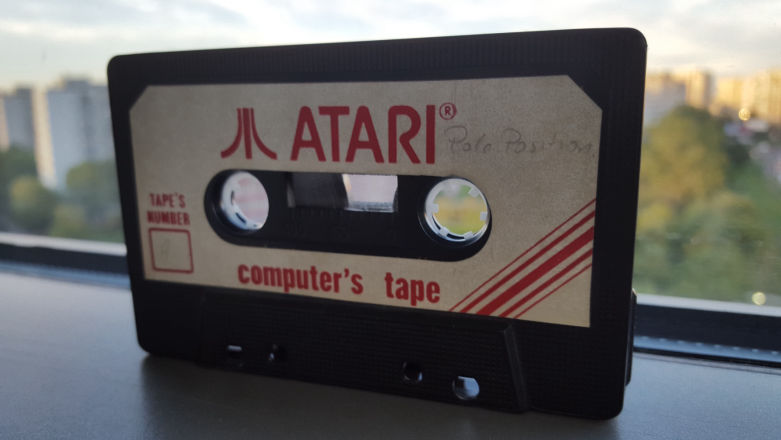 ATARI®
Pole Position
TAPE'S
NUMBER
computer's tape